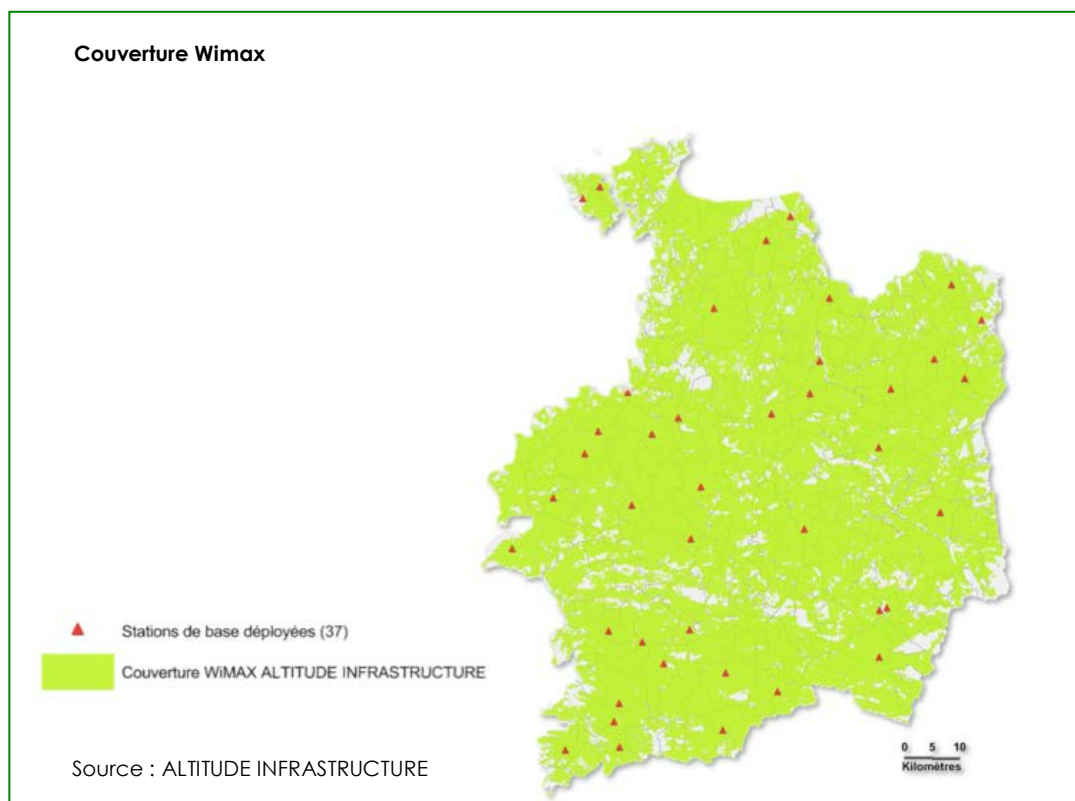 Couverture Wimax
Stations de base déployées (37)
Couverture WiMAX ALTITUDE INFRASTRUCTURE
0 5 10
Kilomètres
Source : ALTITUDE INFRASTRUCTURE